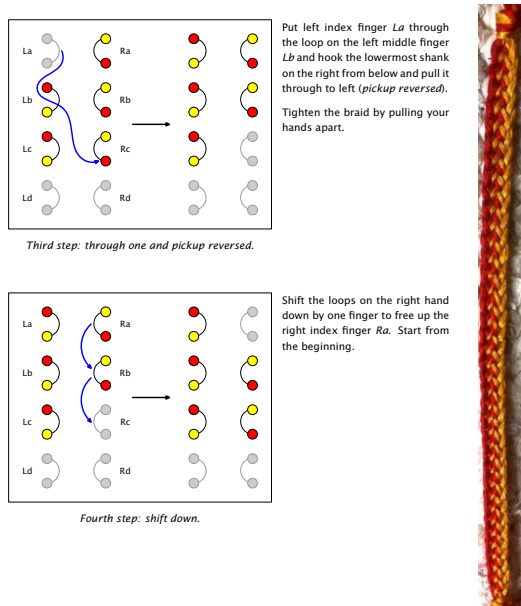 Put left index finger La through
the loop on the left middle finger
Lb and hook the lowermost shank
on the right from below and pull it
through to left (pickup reversed).
Tighten the braid by pulling your
hands apart.
La Ra
Lb Rb
Lc Rc
Ld Rd
Third step: through one and pickup reversed.
Shift the loops on the right hand
down by one finger to free up the
right index finger Ra. Start from
the beginning.
La Ra
Lb Rb
Lc Rc
Ld Rd
Fourth step: shift down.